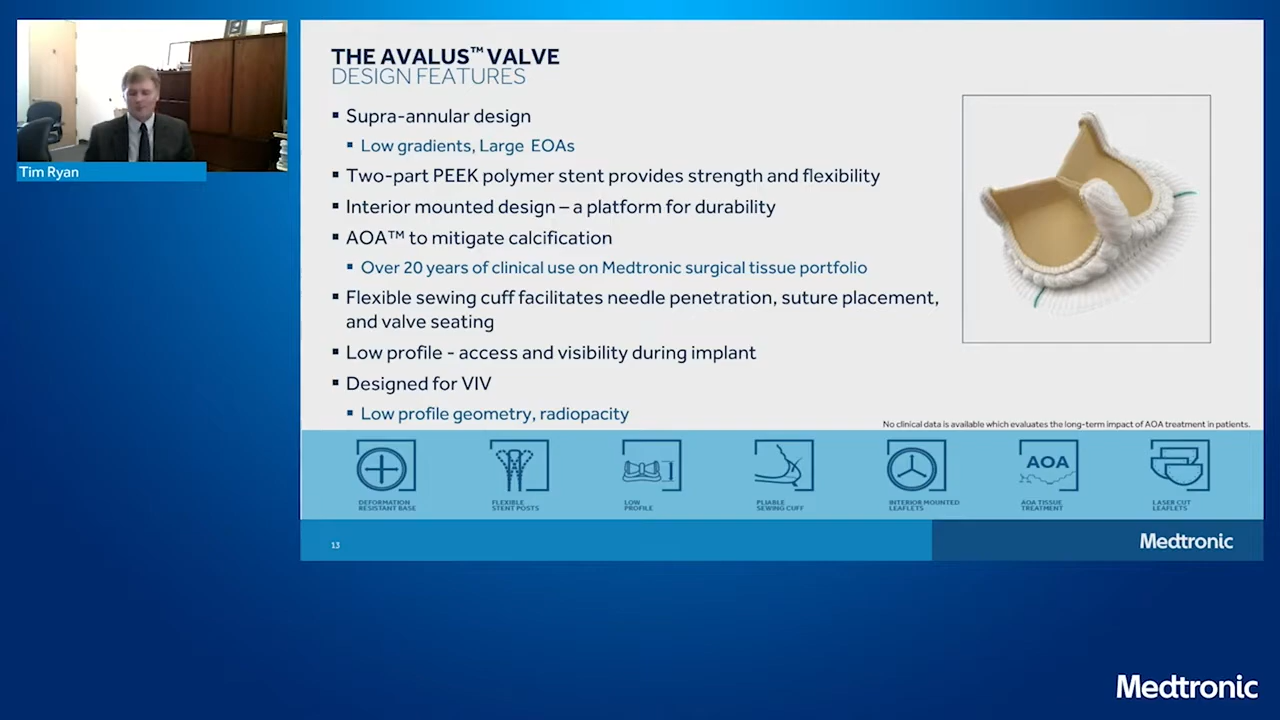 Tim Ryan
THE AVALUS™ VALVE
DESIGN FEATURES
▪ Supra-annular design
▪ Low gradients, Large EOAs
▪ Two-part PEEK polymer stent provides strength and flexibility
▪ Interior mounted design – a platform for durability
▪ AOA™ to mitigate calcification
▪ Over 20 years of clinical use on Medtronic surgical tissue portfolio
▪ Flexible sewing cuff facilitates needle penetration, suture placement,
and valve seating
▪ Low profile - access and visibility during implant
▪ Designed for VIV
▪ Low profile geometry, radiopacity
No clinical data is available which evaluates the long-term impact of AOA treatment in patients.
AOA
DEFORMATION
RESISTANT BASE
FLEXIBLE
STENT POSTS
LOW
PROFILE
PLIABLE
SEWING CUFF
INTERIOR MOUNTED
LEAFLETS
AOA TISSUE
TREATMENT
LASER CUT
LEAFLETS
13
Medtronic
Medtronic